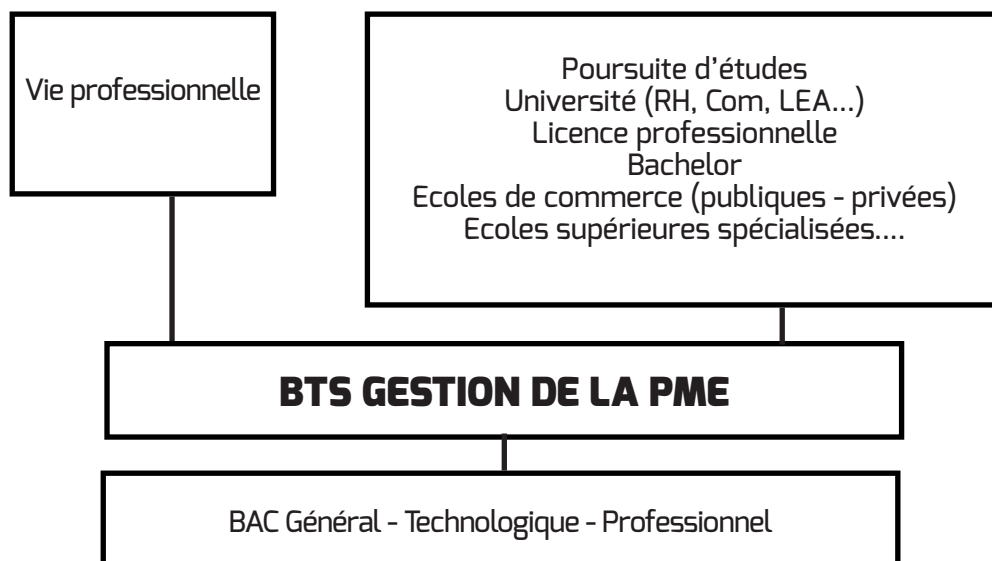 Vie professionnelle
Poursuite d’études
Université (RH, Com, LEA...)
Licence professionnelle
Bachelor
Ecoles de commerce (publiques - privées)
Ecoles supérieures spécialisées....
BTS GESTION DE LA PME
BAC Général - Technologique - Professionnel